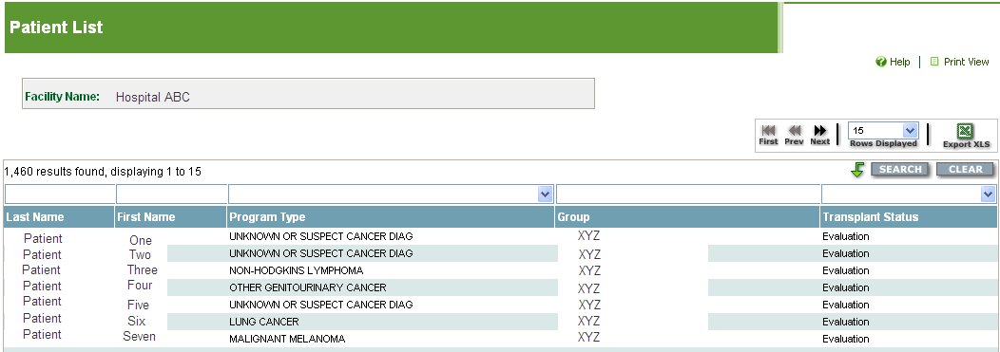 Patient List
Help | Print View
Facility Name: Hospital ABC
First Prev Next 15 Rows Displayed Export XLS
1,460 results found, displaying 1 to 15 SEARCH CLEAR
Last Name First Name Program Type Group Transplant Status
Patient One UNKNOWN OR SUSPECT CANCER DIAG XYZ Evaluation
Patient Two UNKNOWN OR SUSPECT CANCER DIAG XYZ Evaluation
Patient Three NON-HODGKINS LYMPHOMA XYZ Evaluation
Patient Four OTHER GENITOURINARY CANCER XYZ Evaluation
Patient Five UNKNOWN OR SUSPECT CANCER DIAG XYZ Evaluation
Patient Six LUNG CANCER XYZ Evaluation
Patient Seven MALIGNANT MELANOMA XYZ Evaluation